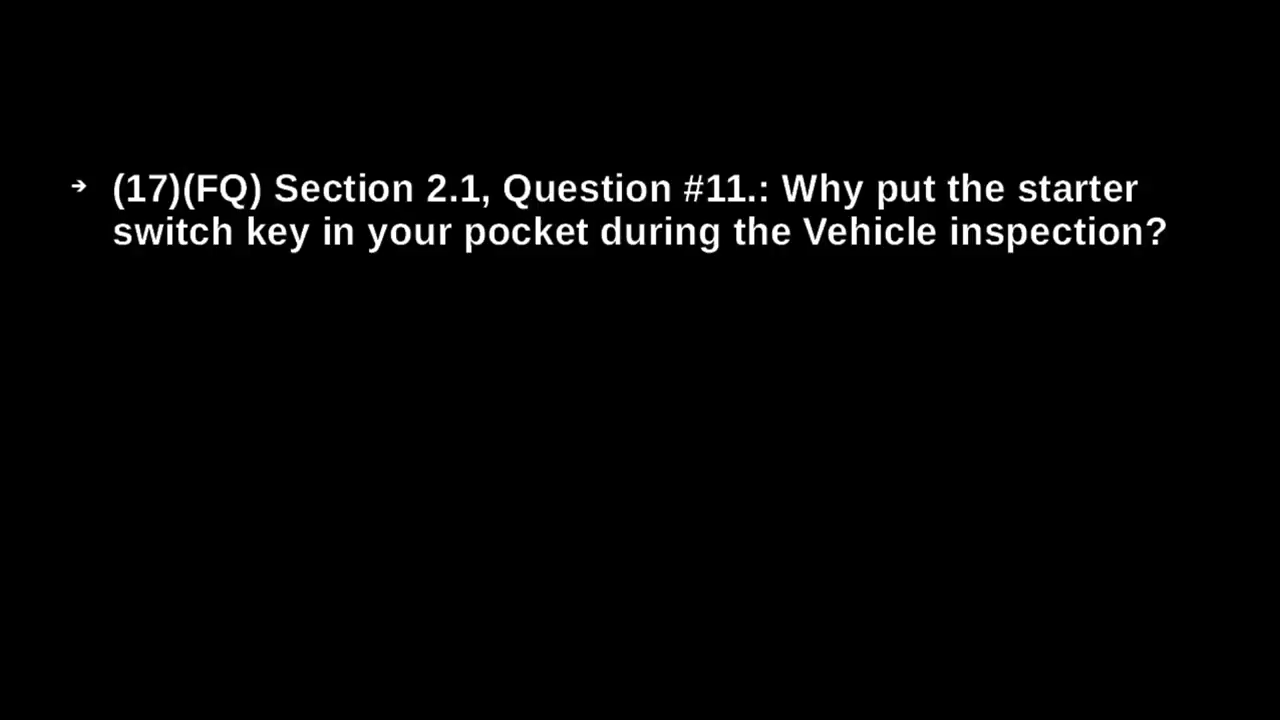 ➔ (17)(FQ) Section 2.1, Question #11.: Why put the starter
switch key in your pocket during the Vehicle inspection?